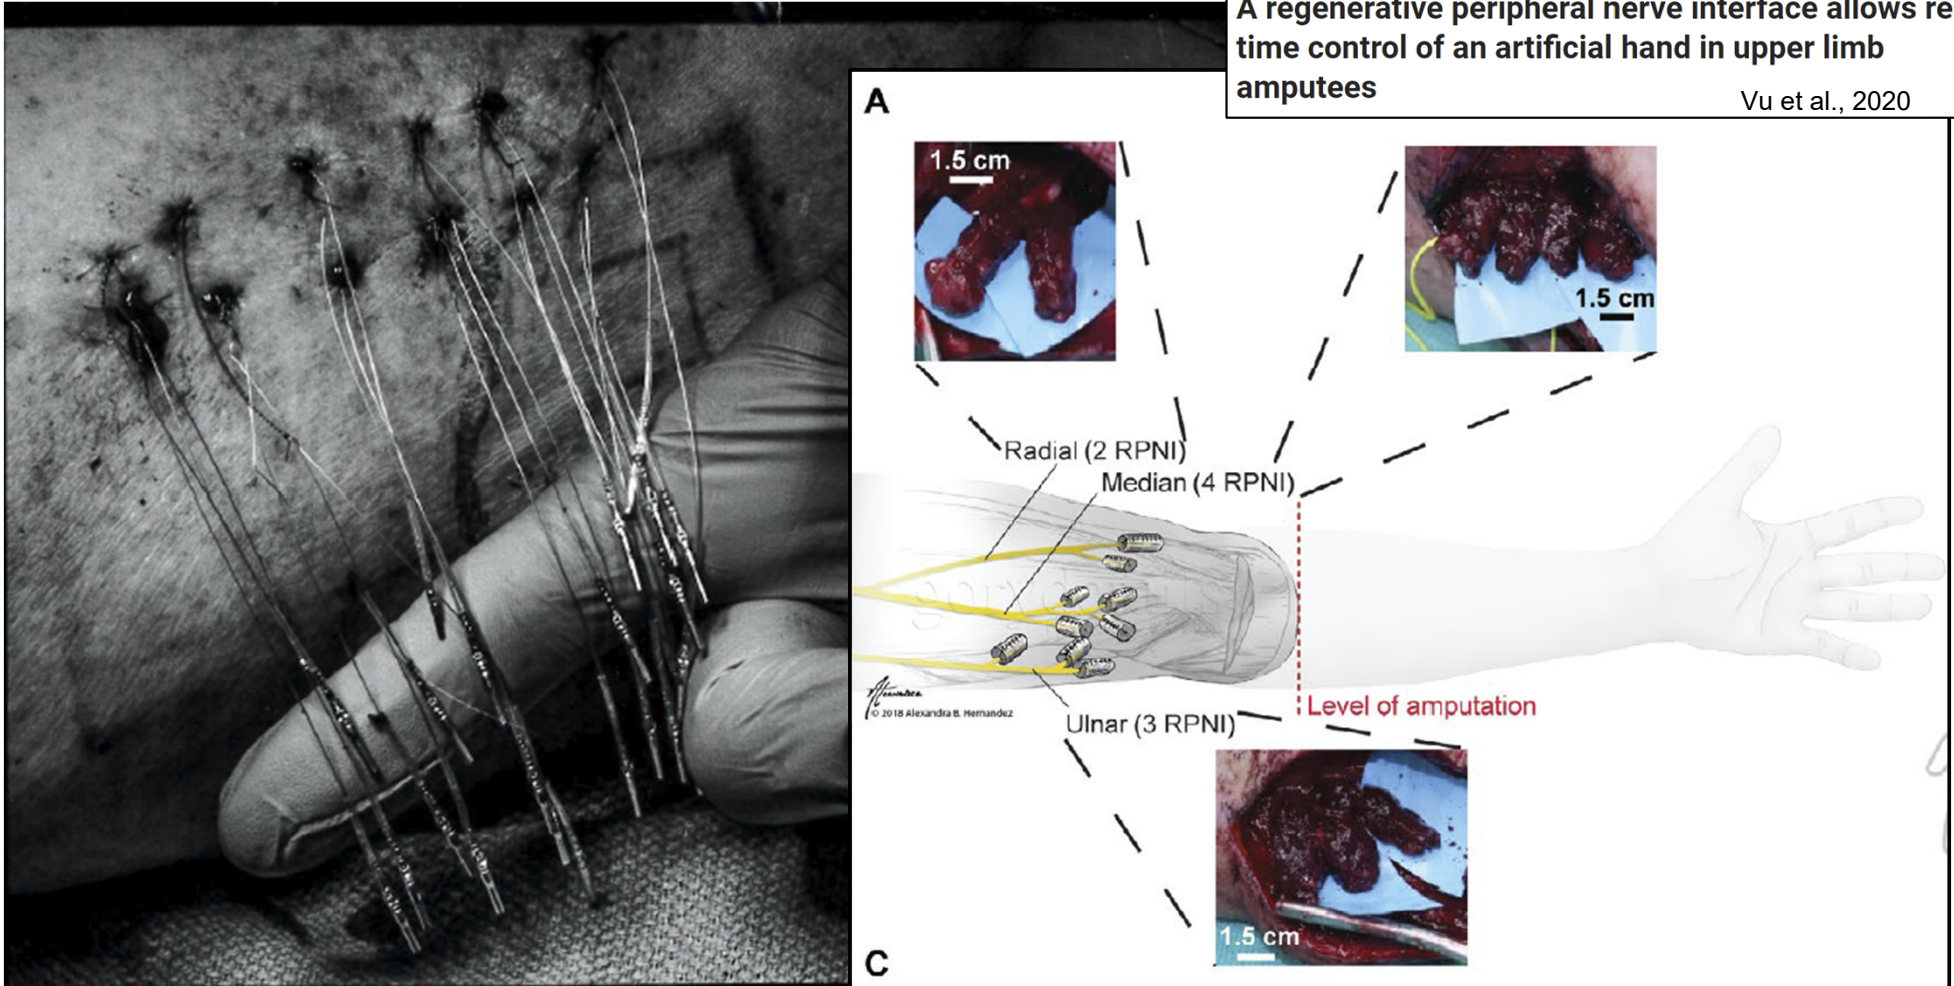 A regenerative peripheral nerve interface allows
time control of an artificial hand in upper limb
amputees
Vu et al., 2020
A
1.5 cm
1.5 cm
Radial (2 RPNI)
Median (4 RPNI)
© 2018 Alexandra B. Hernandez
Ulnar (3 RPNI)
Level of amputation
1.5 cm
C